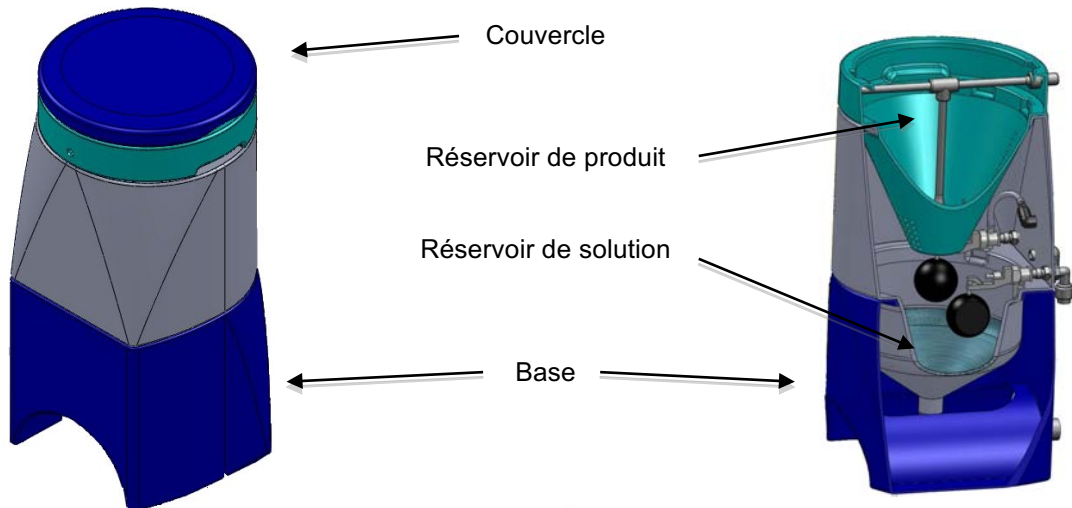 Couvercle
Réservoir de produit
Réservoir de solution
Base